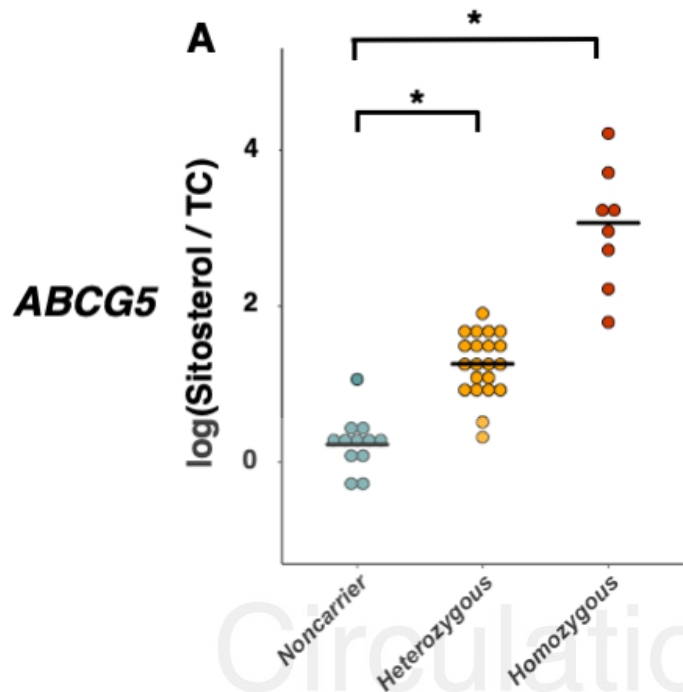 A
*
*
log(Sitosterol / TC)
4
2
0
ABCG5
Noncarrier
Heterozygous
Homozygous
Circulatio